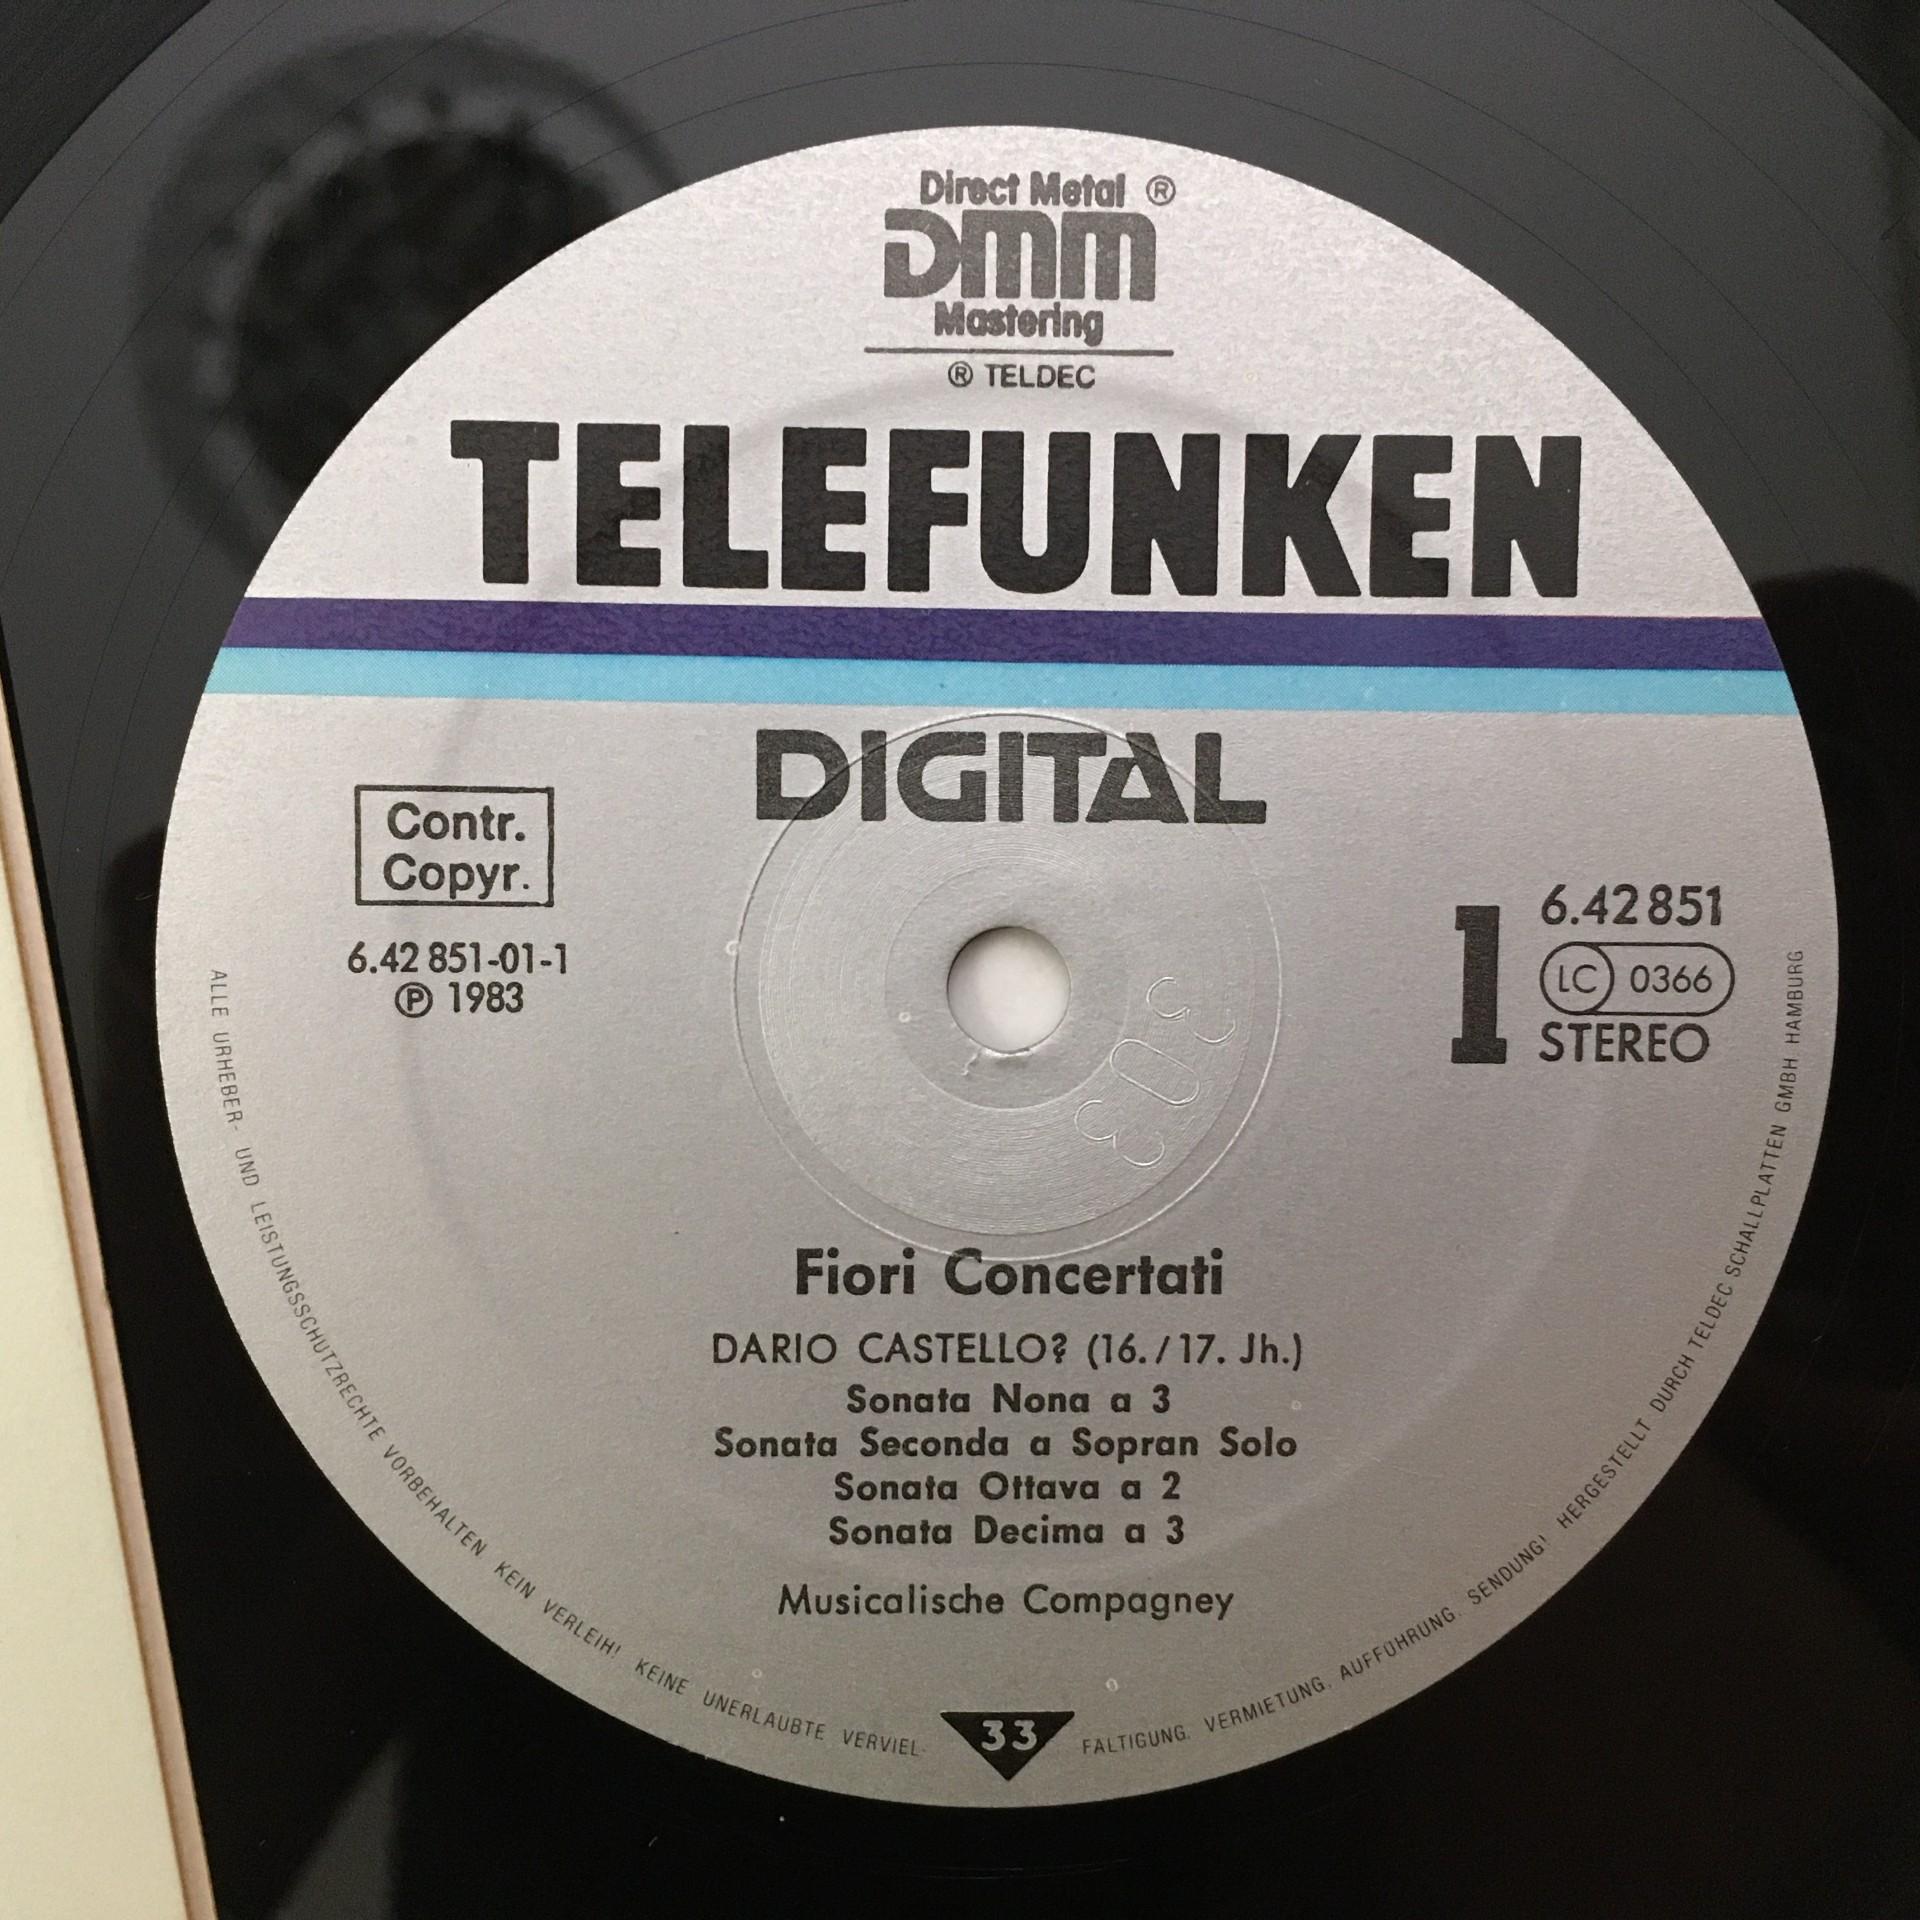 Direct Metal ®
DMM
Mastering
® TELDEC
TELEFUNKEN
DIGITAL
Contr.
Copyr.
6.42 851-01-1
℗ 1983
1
6.42851
LC 0366
STEREO
Fiori Concertati
DARIO CASTELLO? (16./17. Jh.)
Sonata Nona a 3
Sonata Seconda a Sopran Solo
Sonata Ottava a 2
Sonata Decima a 3
Musicalische Compagney
33
ALLE URHEBER- UND LEISTUNGSSCHUTZRECHTE VORBEHALTEN KEIN VERLEIH! KEINE UNERLAUBTE VERVIEL- FÄLTIGUNG, VERMIETUNG, AUFFÜHRUNG, SENDUNG! HERGESTELLT DURCH TELDEC SCHALLPLATTEN GMBH HAMBURG